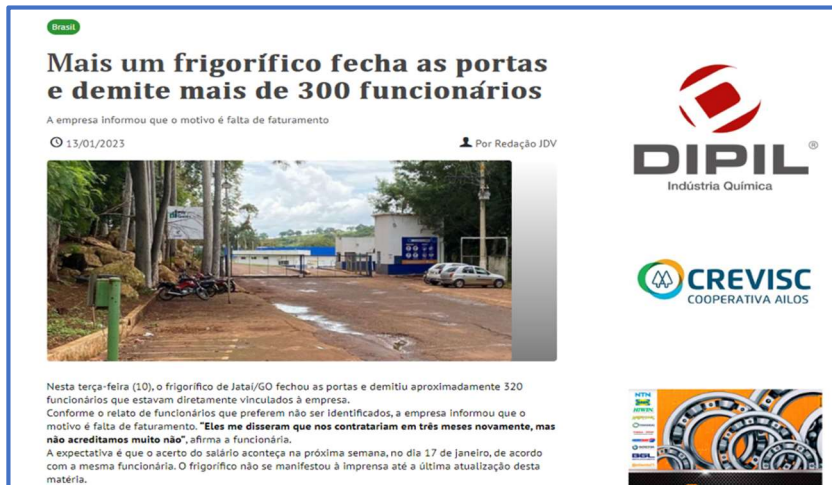 Brasil
Mais um frigorífico fecha as portas
e demite mais de 300 funcionários
A empresa informou que o motivo é falta de faturamento
13/01/2023
Por Redação JDV
Nesta terça-feira (10), o frigorífico de Jataí/GO fechou as portas e demitiu aproximadamente 320
funcionários que estavam diretamente vinculados à empresa.
Conforme o relato de funcionários que preferem não ser identificados, a empresa informou que o
motivo é falta de faturamento. "Eles me disseram que nos contratariam em três meses novamente, mas
não acreditamos muito não", afirma a funcionária.
A expectativa é que o acerto do salário aconteça na próxima semana, no dia 17 de janeiro, de acordo
com a mesma funcionária. O frigorífico não se manifestou à imprensa até a última atualização desta
matéria.
DIPIL®
Indústria Química
CREVISC
COOPERATIVA AILOS
NTN
BGL